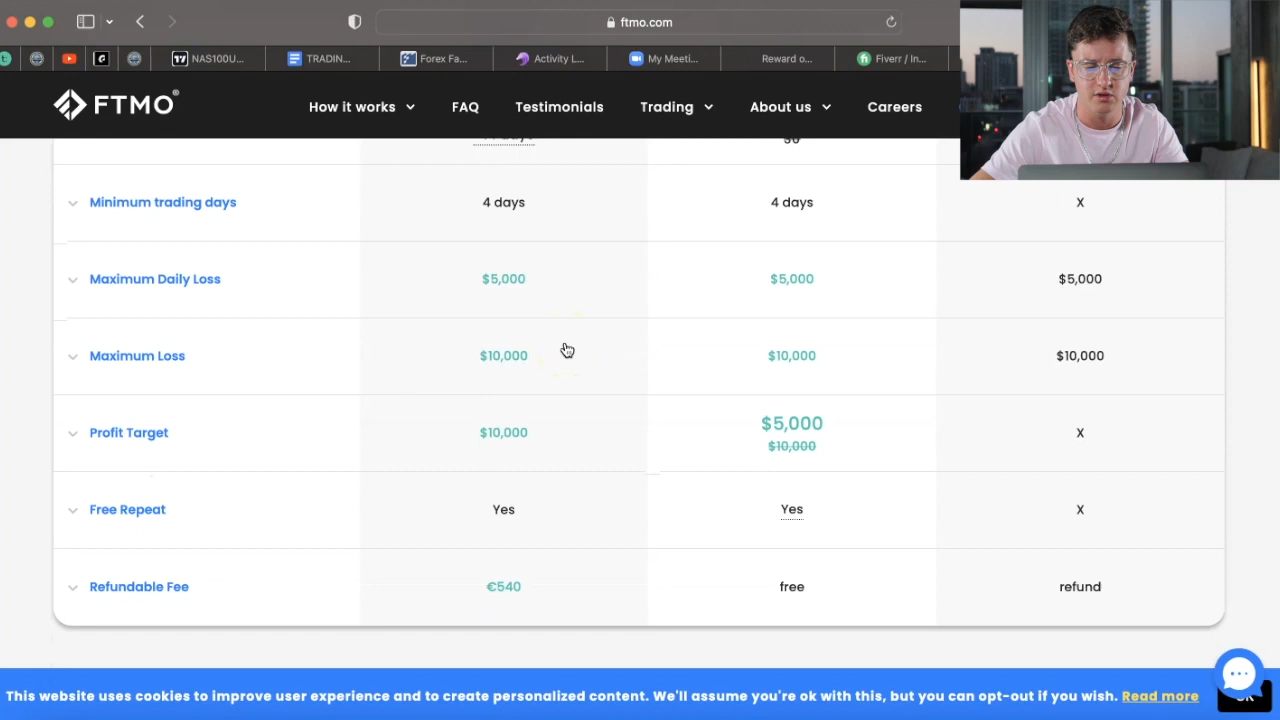 ftmo.com
NAS100U...
TRADIN...
Forex Fa...
Activity L...
My Meeti...
Reward o...
Fiverr / In...
FTMO®
How it works
FAQ
Testimonials
Trading
About us
Careers
Minimum trading days
4 days
4 days
X
Maximum Daily Loss
$5,000
$5,000
$5,000
Maximum Loss
$10,000
$10,000
$10,000
Profit Target
$10,000
$5,000
$10,000
X
Free Repeat
Yes
Yes
X
Refundable Fee
€540
free
refund
This website uses cookies to improve user experience and to create personalized content. We'll assume you're ok with this, but you can opt-out if you wish. Read more